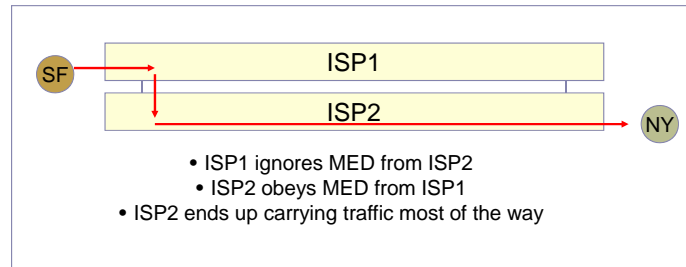 ISP1
SF
ISP2
NY
• ISP1 ignores MED from ISP2
• ISP2 obeys MED from ISP1
• ISP2 ends up carrying traffic most of the way